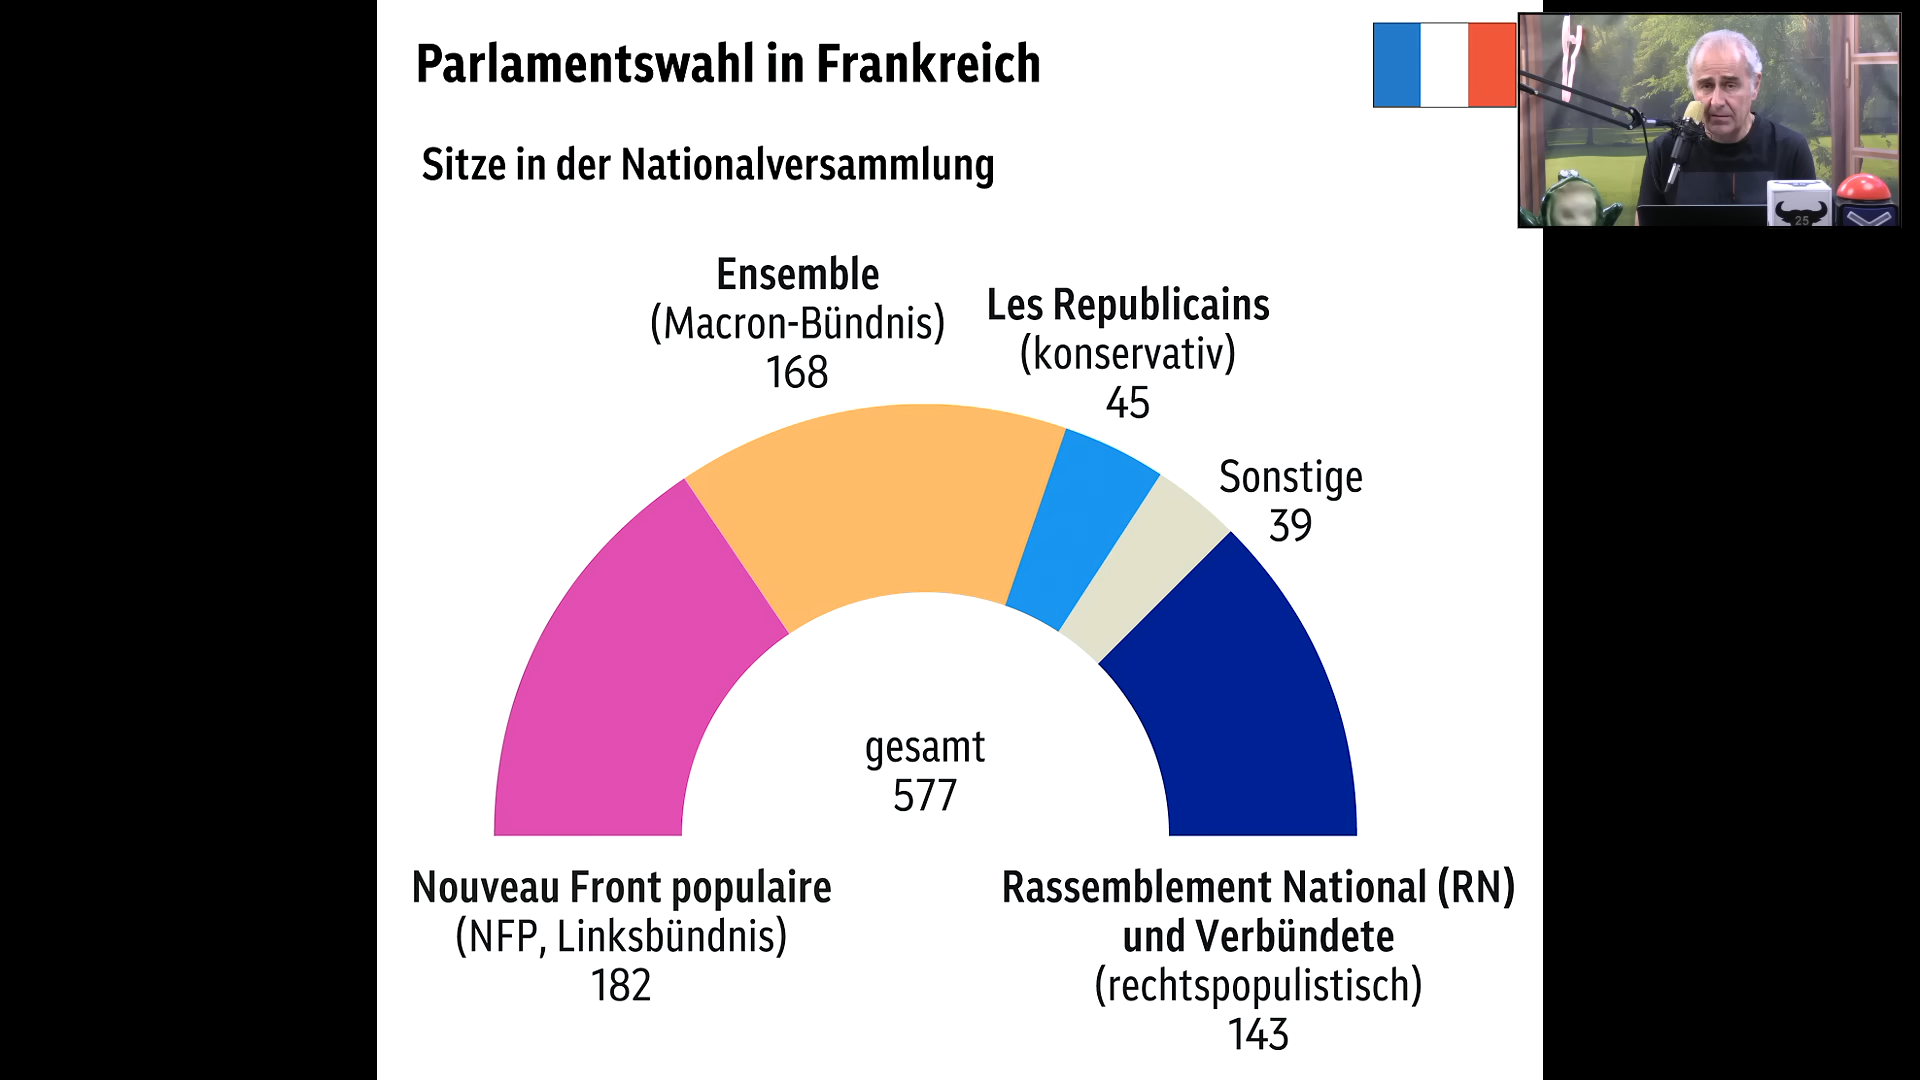 Parlamentswahl in Frankreich
Sitze in der Nationalversammlung
Ensemble
(Macron-Bündnis)
168
Les Republicains
(konservativ)
45
Sonstige
39
gesamt
577
Nouveau Front populaire
(NFP, Linksbündnis)
182
Rassemblement National (RN)
und Verbündete
(rechtspopulistisch)
143
25